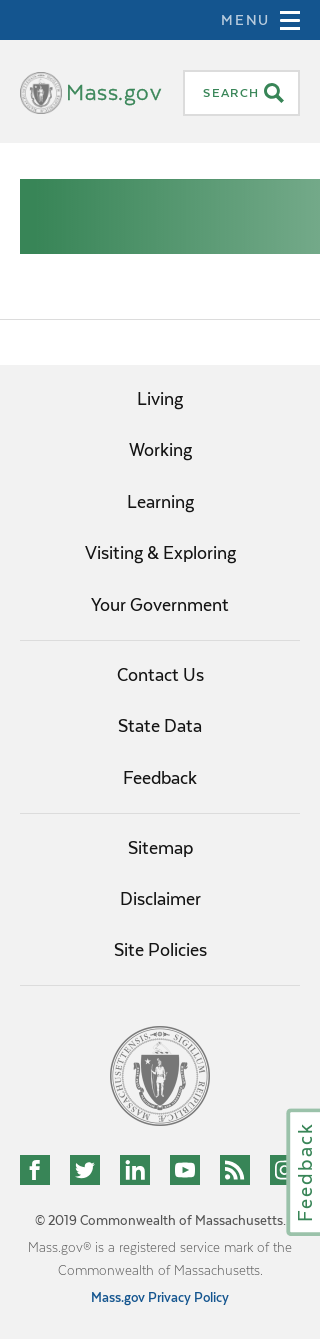 MENU
Mass.gov
SEARCH
Living
Working
Learning
Visiting & Exploring
Your Government
Contact Us
State Data
Feedback
Sitemap
Disclaimer
Site Policies
SIGILLUM REIPUBLICÆ MASSACHUSETTENSIS
Feedback
© 2019 Commonwealth of Massachusetts.
Mass.gov® is a registered service mark of the
Commonwealth of Massachusetts.
Mass.gov Privacy Policy